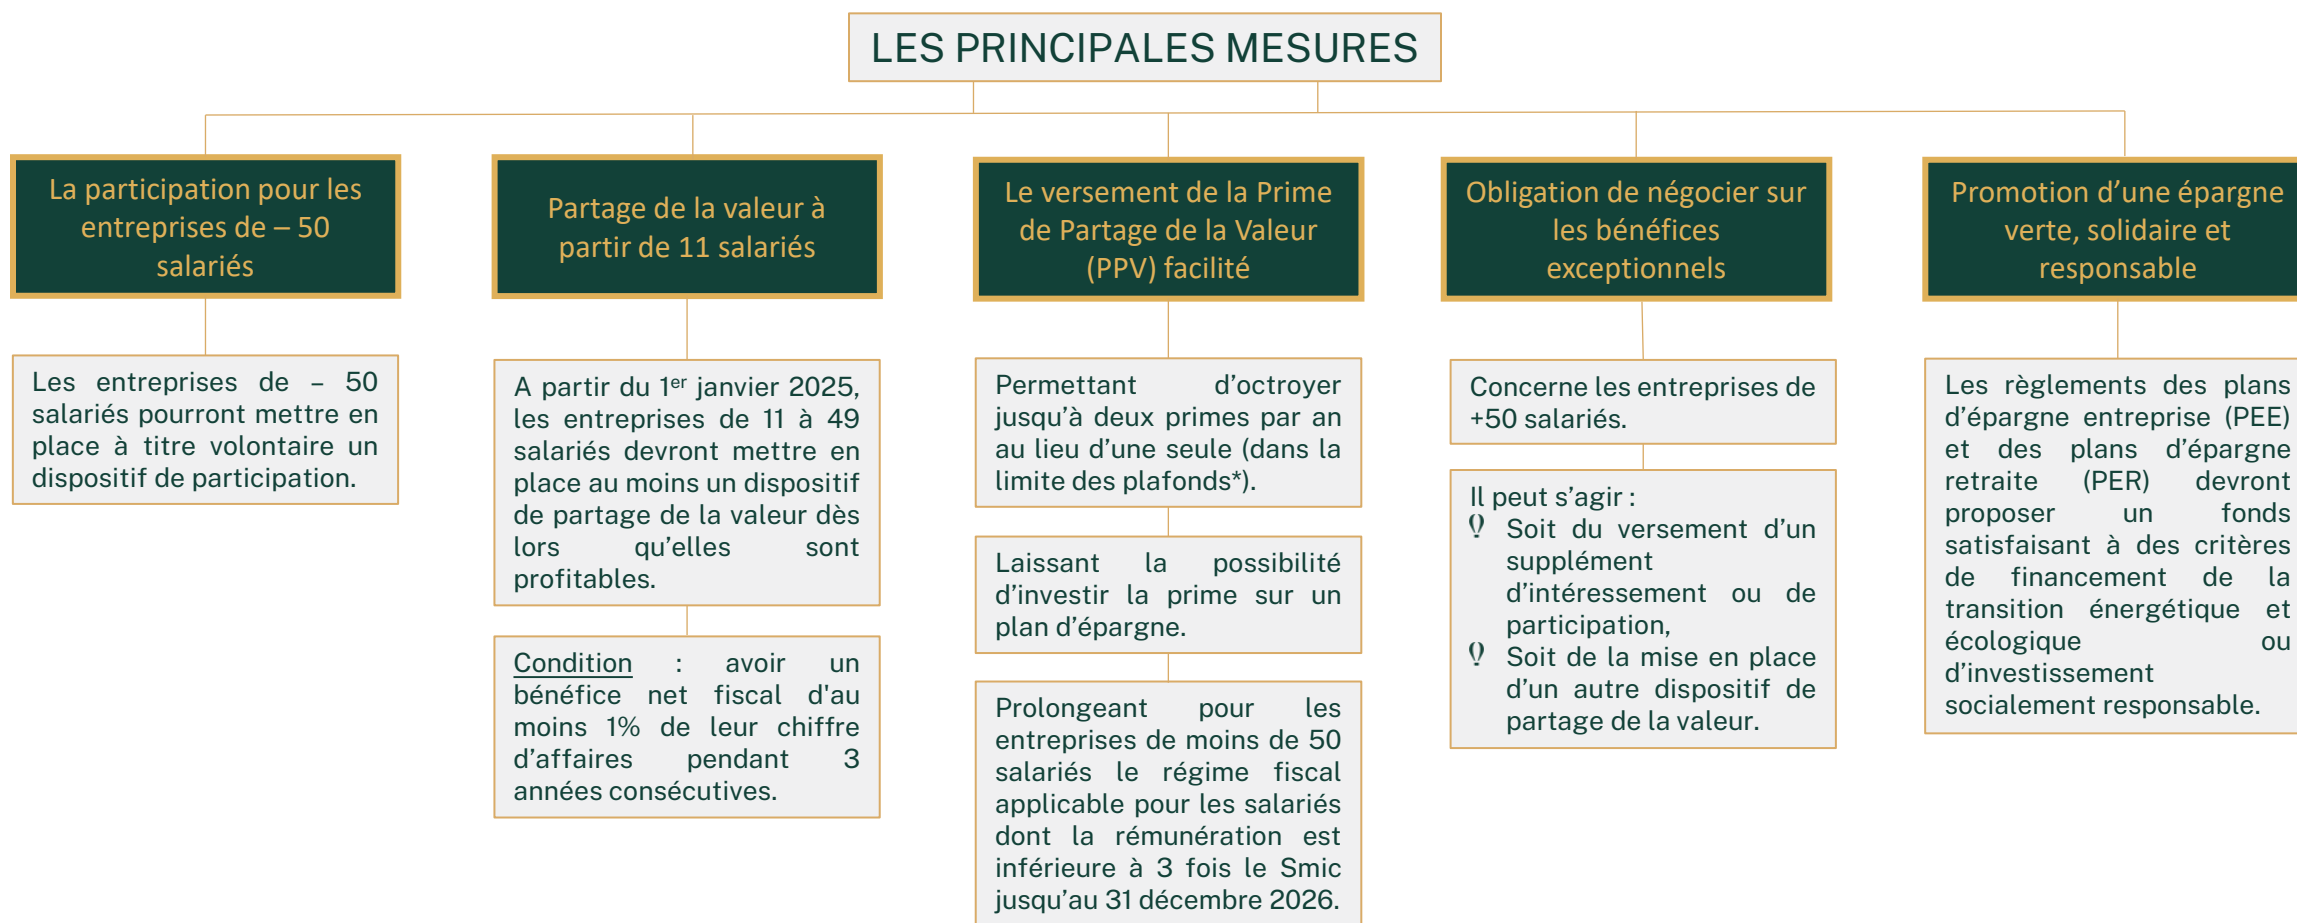 LES PRINCIPALES MESURES
La participation pour les
entreprises de – 50
salariés
Les entreprises de – 50
salariés pourront mettre en
place à titre volontaire un
dispositif de participation.
Partage de la valeur à
partir de 11 salariés
A partir du 1er janvier 2025,
les entreprises de 11 à 49
salariés devront mettre en
place au moins un dispositif
de partage de la valeur dès
lors qu’elles sont
profitables.
Condition : avoir un
bénéfice net fiscal d'au
moins 1% de leur chiffre
d’affaires pendant 3
années consécutives.
Le versement de la Prime
de Partage de la Valeur
(PPV) facilité
Permettant d’octroyer
jusqu’à deux primes par an
au lieu d’une seule (dans la
limite des plafonds*).
Laissant la possibilité
d’investir la prime sur un
plan d’épargne.
Prolongeant pour les
entreprises de moins de 50
salariés le régime fiscal
applicable pour les salariés
dont la rémunération est
inférieure à 3 fois le Smic
jusqu’au 31 décembre 2026.
Obligation de négocier sur
les bénéfices
exceptionnels
Concerne les entreprises de
+50 salariés.
Il peut s’agir :
Soit du versement d’un
supplément
d’intéressement ou de
participation,
Soit de la mise en place
d’un autre dispositif de
partage de la valeur.
Promotion d’une épargne
verte, solidaire et
responsable
Les règlements des plans
d’épargne entreprise (PEE)
et des plans d’épargne
retraite (PER) devront
proposer un fonds
satisfaisant à des critères
de financement de la
transition énergétique et
écologique ou
d’investissement
socialement responsable.